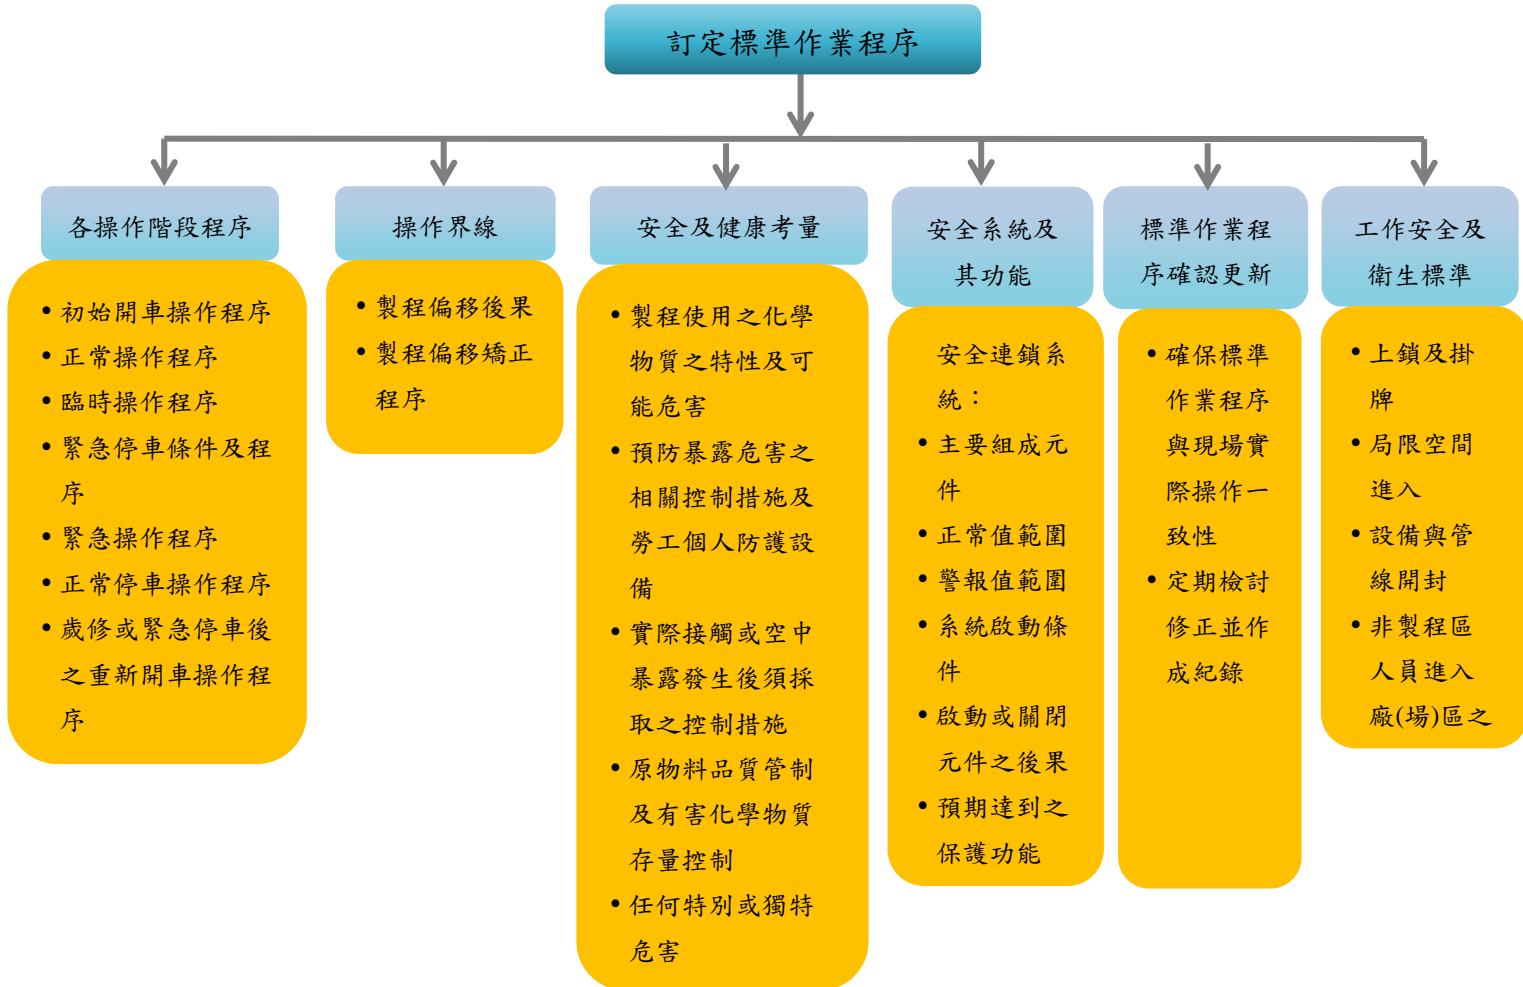 訂定標準作業程序
各操作階段程序
• 初始開車操作程序
• 正常操作程序
• 臨時操作程序
• 緊急停車條件及程
序
• 緊急操作程序
• 正常停車操作程序
• 歲修或緊急停車後
之重新開車操作程
序
操作界線
• 製程偏移後果
• 製程偏移矯正
程序
安全及健康考量
• 製程使用之化學
物質之特性及可
能危害
• 預防暴露危害之
相關控制措施及
勞工個人防護設
備
• 實際接觸或空中
暴露發生後須採
取之控制措施
• 原物料品質管制
及有害化學物質
存量控制
• 任何特別或獨特
危害
安全系統及
其功能
安全連鎖系
統：
• 主要組成元
件
• 正常值範圍
• 警報值範圍
• 系統啟動條
件
• 啟動或關閉
元件之後果
• 預期達到之
保護功能
標準作業程
序確認更新
• 確保標準
作業程序
與現場實
際操作一
致性
• 定期檢討
修正並作
成紀錄
工作安全及
衛生標準
• 上鎖及掛
牌
• 局限空間
進入
• 設備與管
線開封
• 非製程區
人員進入
廠(場)區之